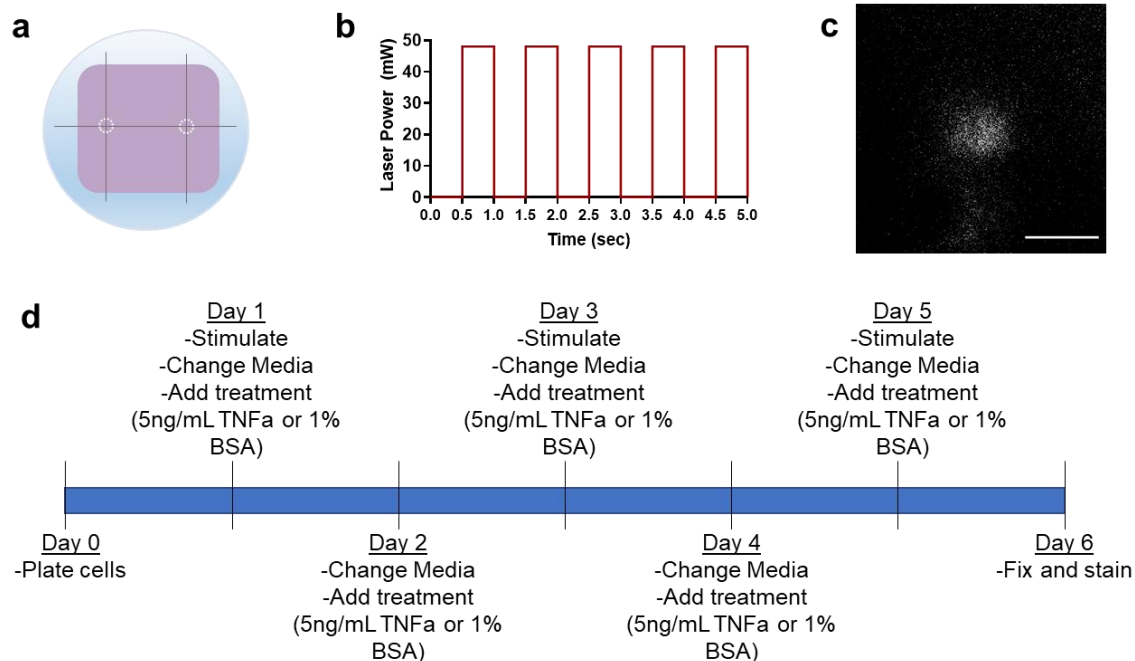 a
b
Laser Power (mW)
50
40
30
20
10
0
0.0 0.5 1.0 1.5 2.0 2.5 3.0 3.5 4.0 4.5 5.0
Time (sec)
c
d
Day 1
-Stimulate
-Change Media
-Add treatment
(5ng/mL TNFa or 1%
BSA)
Day 3
-Stimulate
-Change Media
-Add treatment
(5ng/mL TNFa or 1%
BSA)
Day 5
-Stimulate
-Change Media
-Add treatment
(5ng/mL TNFa or 1%
BSA)
Day 0
-Plate cells
Day 2
-Change Media
-Add treatment
(5ng/mL TNFa or 1%
BSA)
Day 4
-Change Media
-Add treatment
(5ng/mL TNFa or 1%
BSA)
Day 6
-Fix and stain